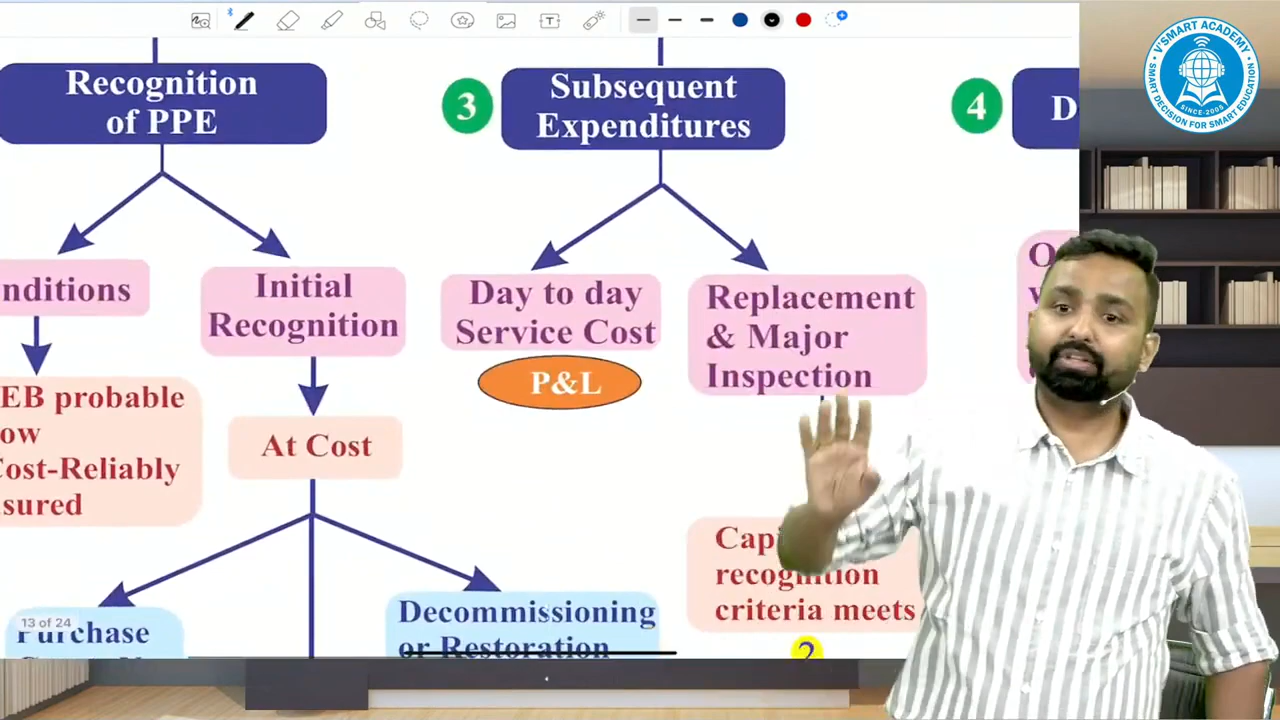 Recognition
of PPE
3
Subsequent
Expenditures
4
D
nditions
Initial
Recognition
Day to day
Service Cost
P&L
Replacement
& Major
Inspection
O
EB probable
ow
Cost-Reliably
sured
At Cost
Capi
recognition
criteria meets
2
Purchase
Decommissioning
or Restoration
13 of 24
T
V'SMART ACADEMY
SINCE-2005
SMART DECISION FOR SMART EDUCATION